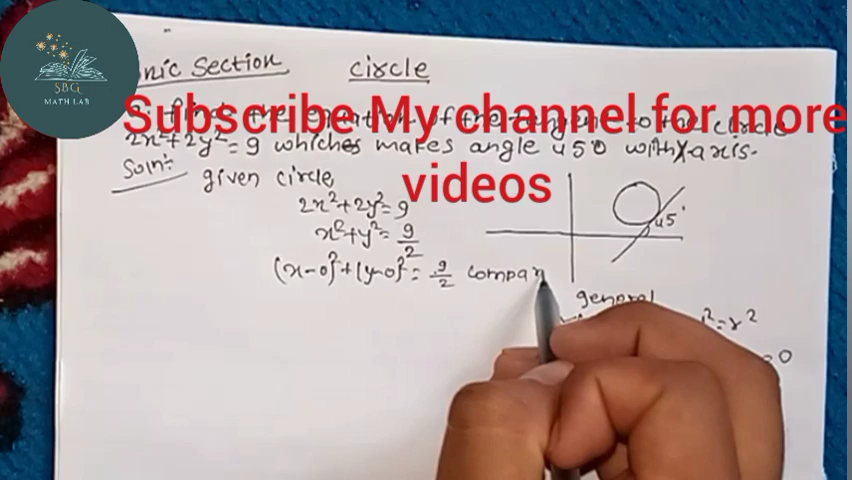 SBG
MATH LAB
nic Section
Circle
Subscribe My channel for more
videos
2x²+2y²=9 which makes angle 45° with x axis.
Soln:-
given circle,
2x²+2y²=9
x²+y²=9/2
(x-0)²+(y-0)²=9/2 compar
45°
general
²=r²
=0